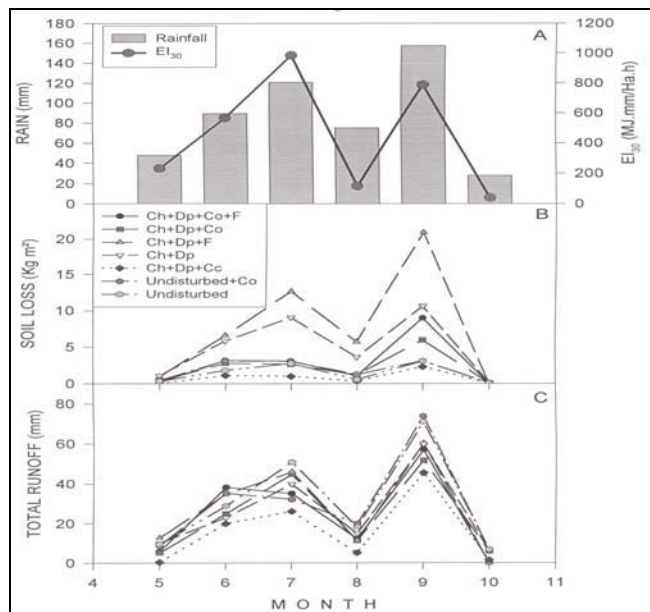 A
Rainfall
EI30
RAIN (mm)
180
160
140
120
100
80
60
40
20
0
EI30 (MJ.mm/Ha.h)
1200
1000
800
600
400
200
0
B
Ch+Dp+Co+F
Ch+Dp+Co
Ch+Dp+F
Ch+Dp
Ch+Dp+Cc
Undisturbed+Co
Undisturbed
SOIL LOSS (Kg m²)
20
15
10
5
0
C
TOTAL RUNOFF (mm)
80
60
40
20
0
4 5 6 7 8 9 10 11
MONTH